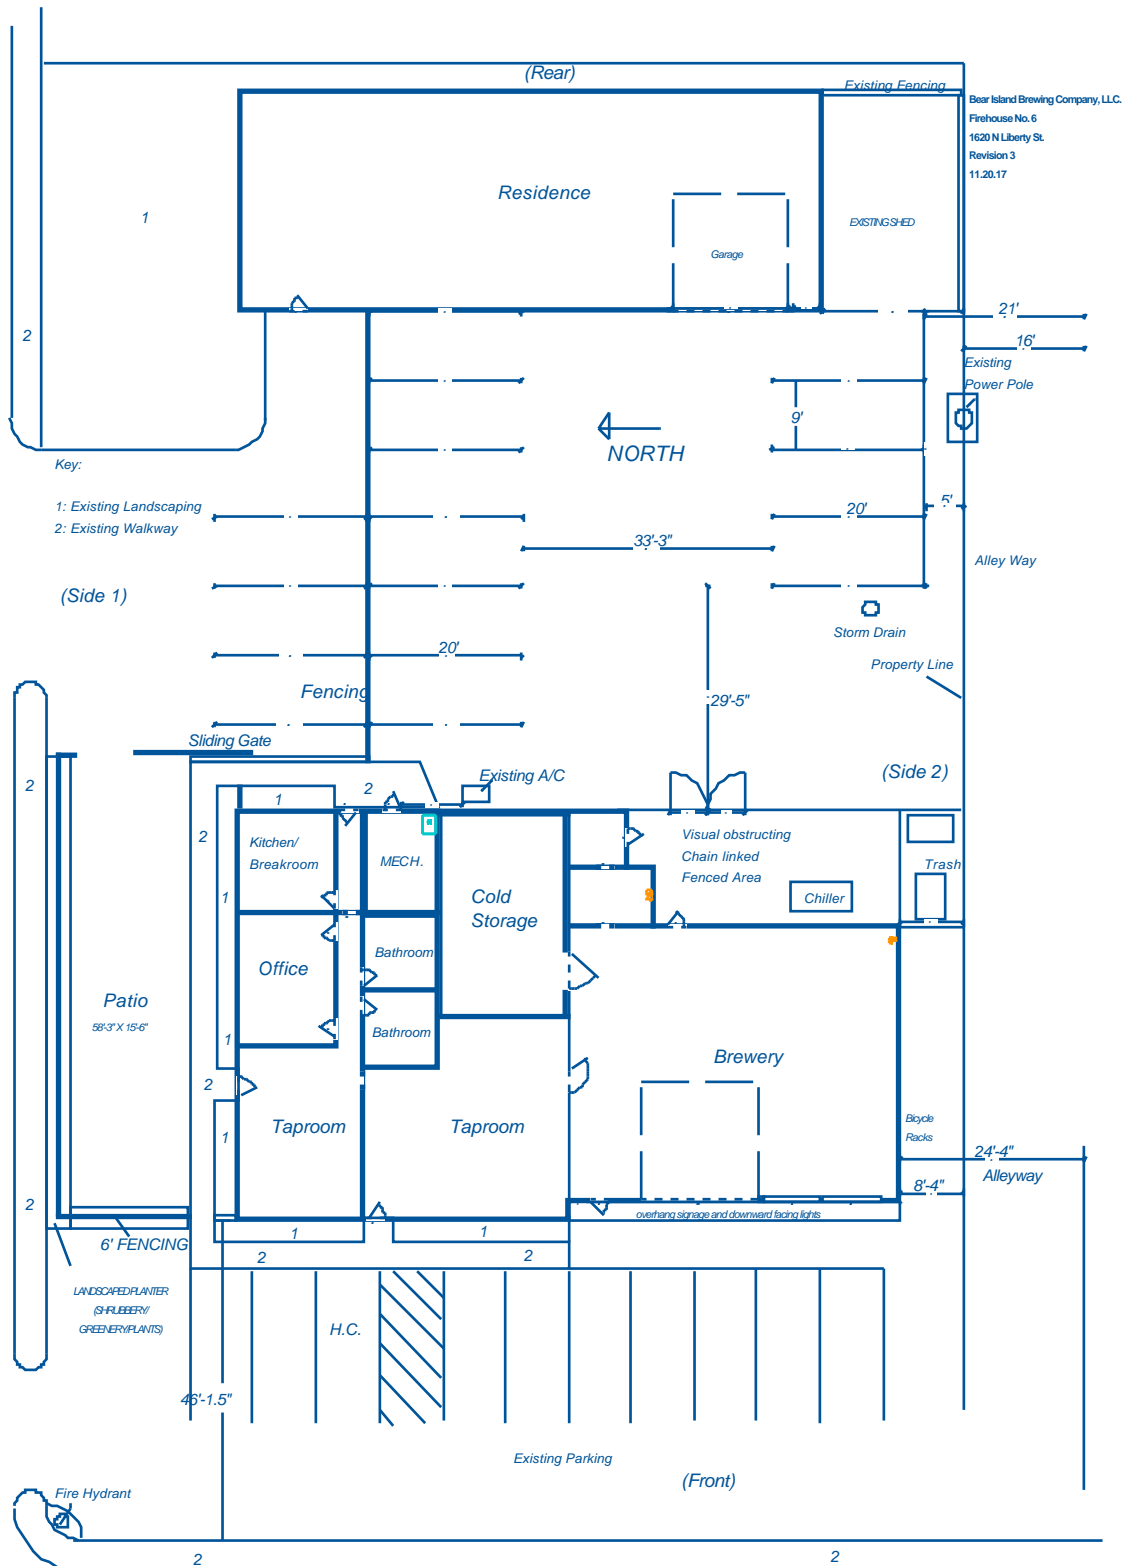 (Rear)
Existing Fencing
Bear Island Brewing Company, LLC.
Firehouse No. 6
1620 N Liberty St.
Revision 3
11.20.17
Residence
1
EXISTING SHED
Garage
2
21'
16'
Existing
Power Pole
9'
NORTH
Key:
1: Existing Landscaping
2: Existing Walkway
5'
20'
33'-3"
Alley Way
(Side 1)
Storm Drain
20'
Property Line
Fencing
29'-5"
Sliding Gate
(Side 2)
Existing A/C
2
2
1
2
Kitchen/
Breakroom
MECH.
Visual obstructing
Chain linked
Fenced Area
Trash
1
Cold
Storage
Chiller
Bathroom
Office
Patio
58'-3" X 15'-6"
1
Bathroom
Brewery
2
1
Taproom
Taproom
Bicycle
Racks
24'-4"
Alleyway
8'-4"
2
overhang signage and downward facing lights
6' FENCING
1
1
2
2
LANDSCAPED PLANTER
(SHRUBBERY/
GREENERY/PLANTS)
H.C.
46'-1.5"
Existing Parking
(Front)
Fire Hydrant
2
2